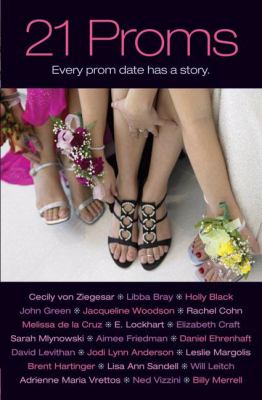 21 Proms
Every prom date has a story.
Cecily von Ziegesar ❋ Libba Bray ❋ Holly Black
John Green ❋ Jacqueline Woodson ❋ Rachel Cohn
Melissa de la Cruz ❋ E. Lockhart ❋ Elizabeth Craft
Sarah Mlynowski ❋ Aimee Friedman ❋ Daniel Ehrenhaft
David Levithan ❋ Jodi Lynn Anderson ❋ Leslie Margolis
Brent Hartinger ❋ Lisa Ann Sandell ❋ Will Leitch
Adrienne Maria Vrettos ❋ Ned Vizzini ❋ Billy Merrell